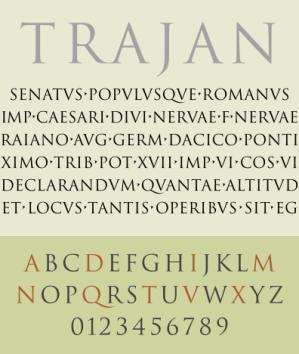 TRAJAN
SENATVS·POPVLVSQVE·ROMANVS
IMP·CAESARI·DIVI·NERVAE·F·NERVAE
RAIANO·AVG·GERM·DACICO·PONTI
XIMO·TRIB·POT·XVII·IMP·VI·COS·VI
DECLARANDVM·QVANTAE·ALTITVD
ET·LOCVS·TANTIS·OPERIBVS·SIT·EG
ABCDEFGHIJKLM
NOPQRSTUVWXYZ
0123456789